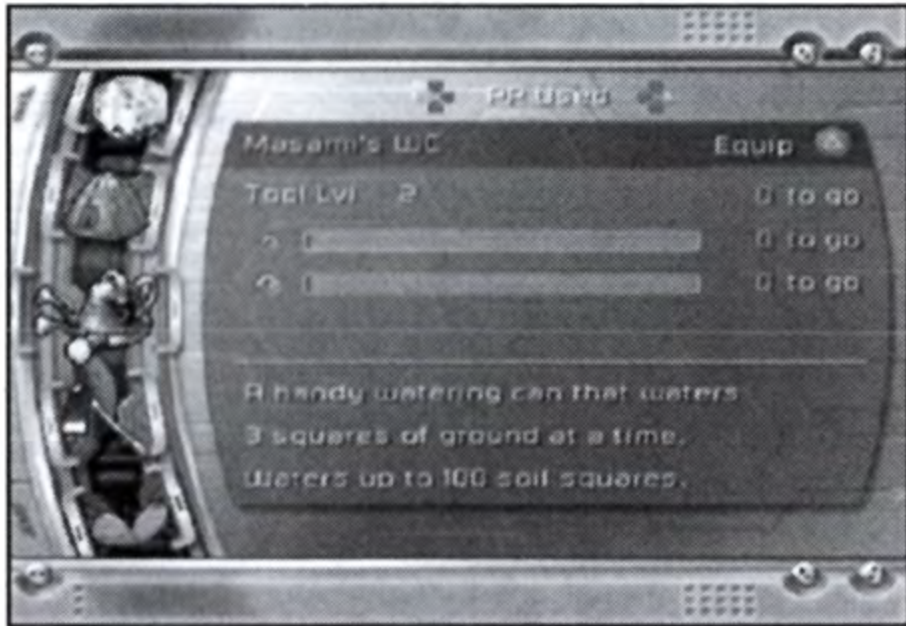 PP Used
Masami's WC Equip
Tool Lvl 2 0 to go
0 to go
0 to go
A handy watering can that waters
3 squares of ground at a time.
Waters up to 100 soil squares.